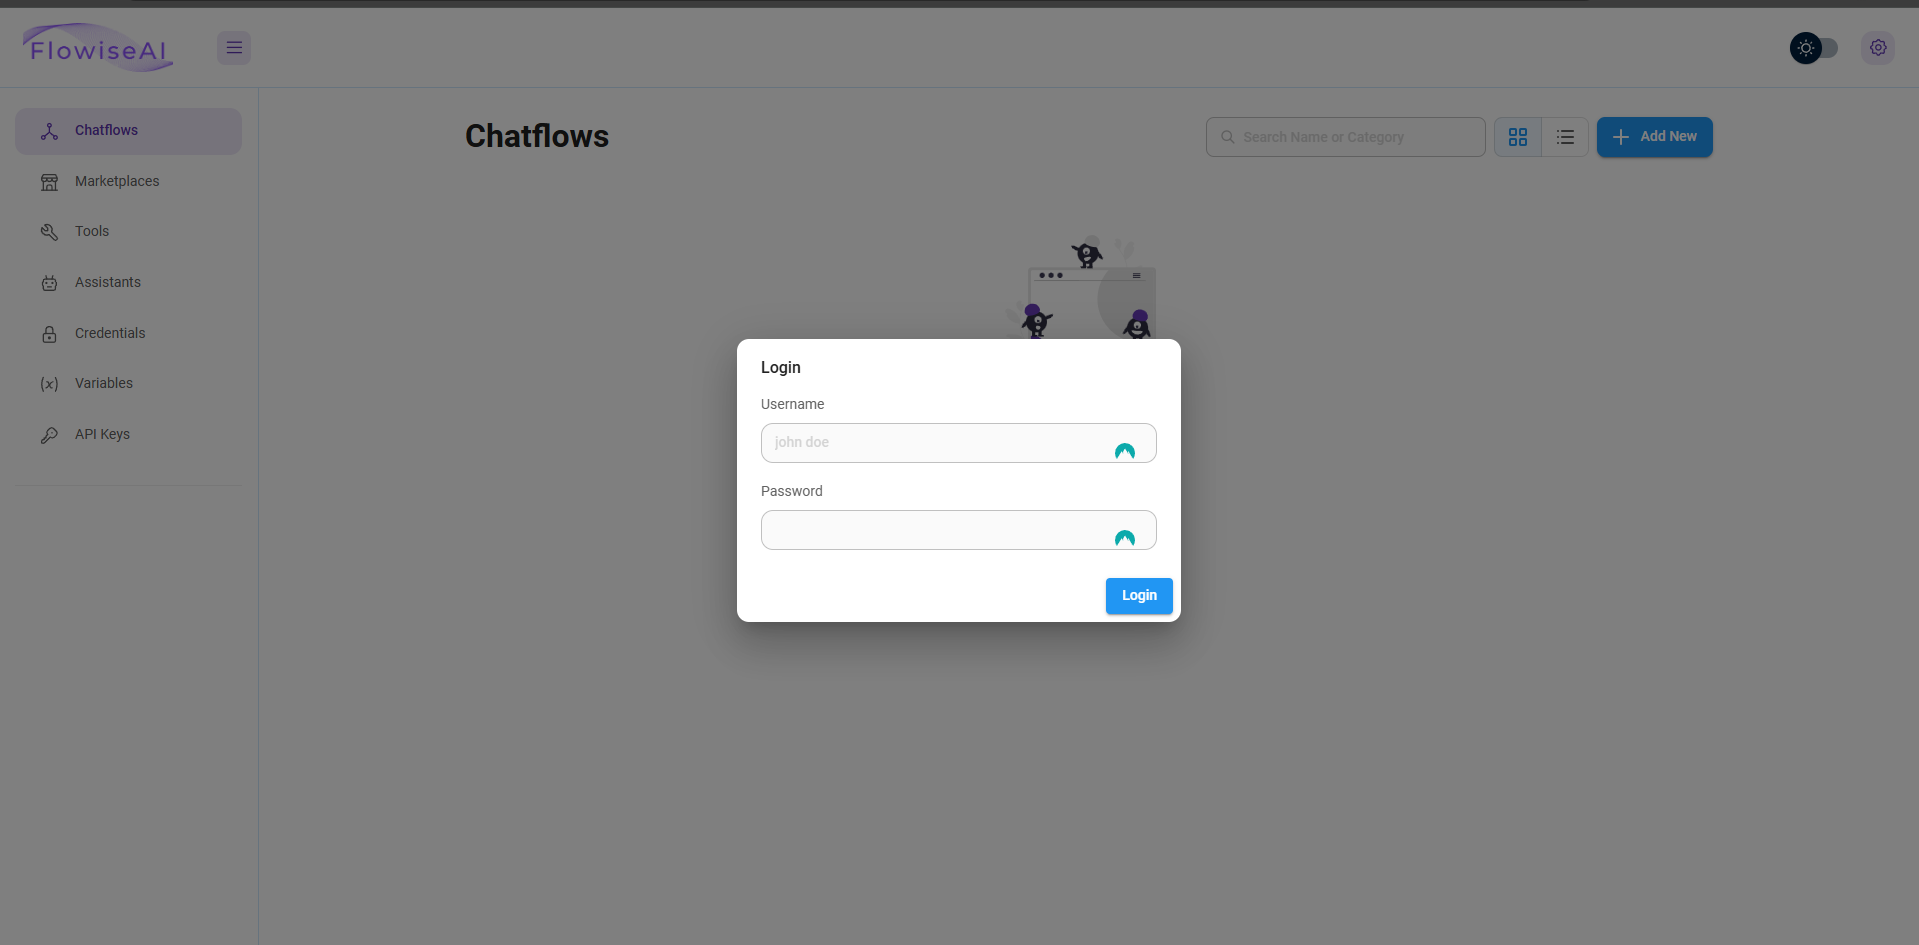 FlowiseAI
Chatflows
Marketplaces
Tools
Assistants
Credentials
Variables
API Keys
Chatflows
Search Name or Category
Add New
Login
Username
john doe
Password
Login